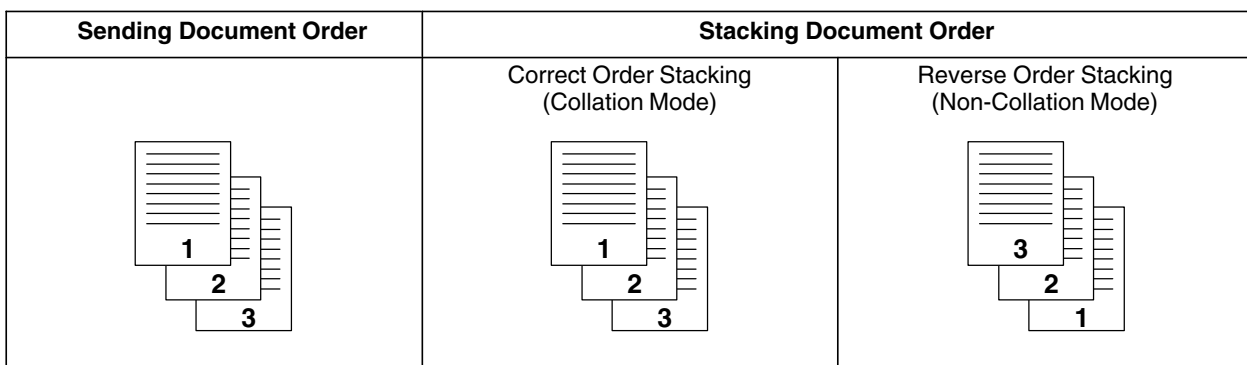 Sending Document Order
Stacking Document Order
Correct Order Stacking
(Collation Mode)
Reverse Order Stacking
(Non-Collation Mode)
1
2
3
1
2
3
3
2
1